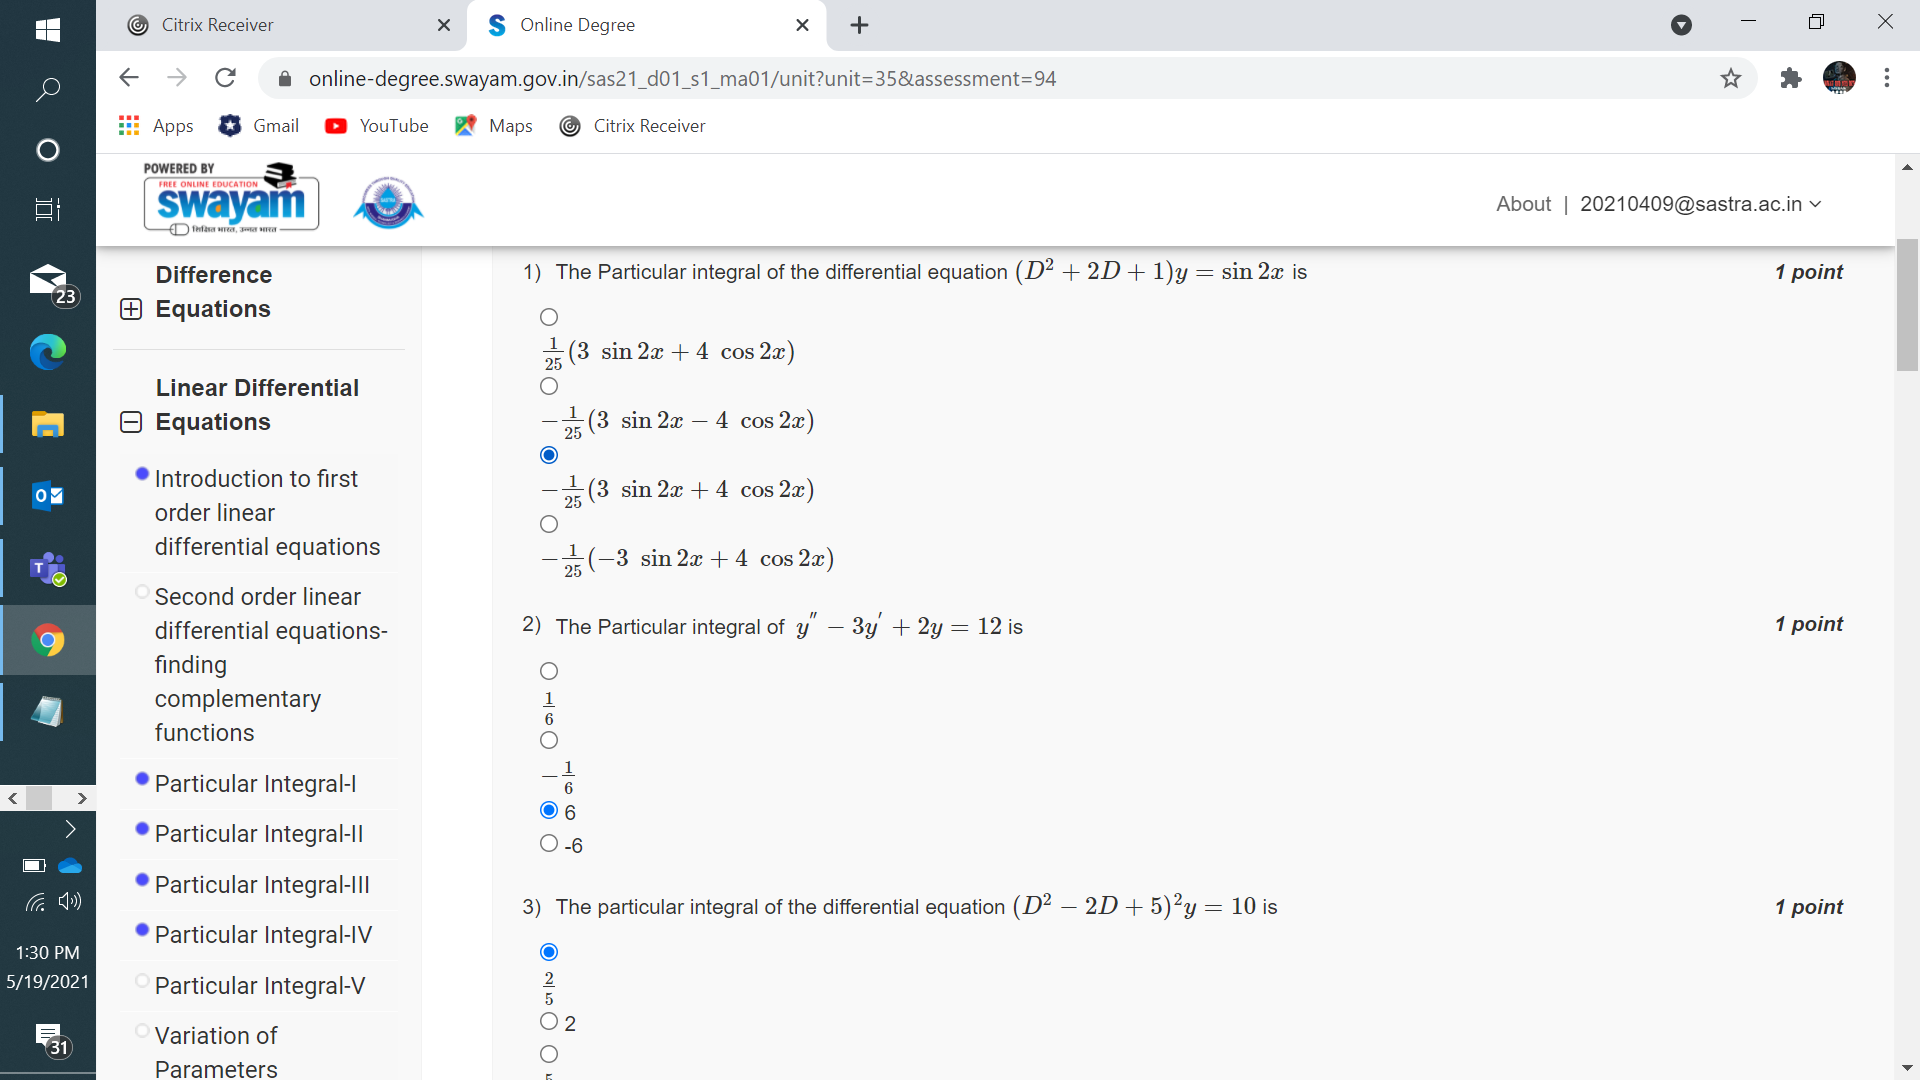 Citrix Receiver
Online Degree
online-degree.swayam.gov.in/sas21_d01_s1_ma01/unit?unit=35&assessment=94
Apps
Gmail
YouTube
Maps
Citrix Receiver
POWERED BY
FREE ONLINE EDUCATION
swayam
शिक्षित भारत, उन्नत भारत
About | 20210409@sastra.ac.in
Difference
Equations
Linear Differential
Equations
Introduction to first
order linear
differential equations
Second order linear
differential equations-
finding
complementary
functions
Particular Integral-I
Particular Integral-II
Particular Integral-III
Particular Integral-IV
Particular Integral-V
Variation of
Parameters
1) The Particular integral of the differential equation (D² + 2D + 1)y = sin 2x is
1 point
1/25 (3 sin 2x + 4 cos 2x)
−1/25 (3 sin 2x − 4 cos 2x)
−1/25 (3 sin 2x + 4 cos 2x)
−1/25 (−3 sin 2x + 4 cos 2x)
2) The Particular integral of y″ − 3y′ + 2y = 12 is
1 point
1/6
−1/6
6
-6
3) The particular integral of the differential equation (D² − 2D + 5)²y = 10 is
1 point
2/5
2
5
23
1:30 PM
5/19/2021
31